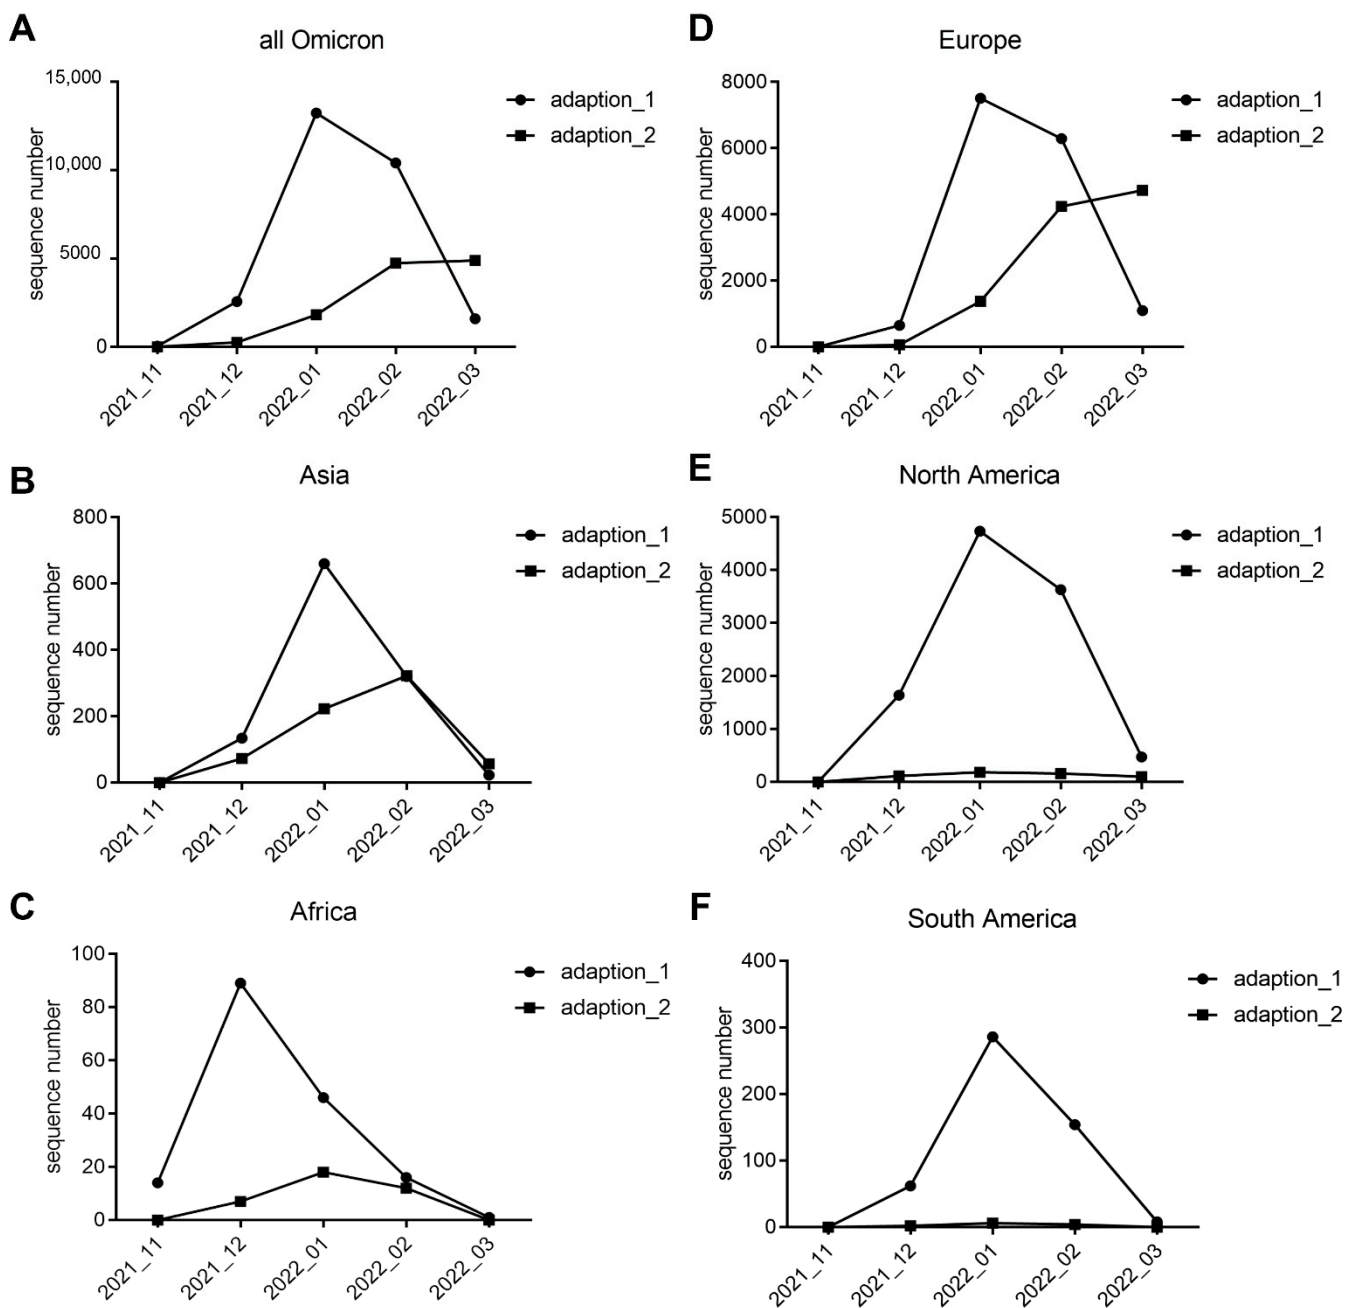 A
all Omicron
15,000
10,000
5000
0
sequence number
2021_11
2021_12
2022_01
2022_02
2022_03
adaption_1
adaption_2
D
Europe
8000
6000
4000
2000
0
sequence number
2021_11
2021_12
2022_01
2022_02
2022_03
adaption_1
adaption_2
B
Asia
800
600
400
200
0
sequence number
2021_11
2021_12
2022_01
2022_02
2022_03
adaption_1
adaption_2
E
North America
5000
4000
3000
2000
1000
0
sequence number
2021_11
2021_12
2022_01
2022_02
2022_03
adaption_1
adaption_2
C
Africa
100
80
60
40
20
0
sequence number
2021_11
2021_12
2022_01
2022_02
2022_03
adaption_1
adaption_2
F
South America
400
300
200
100
0
sequence number
2021_11
2021_12
2022_01
2022_02
2022_03
adaption_1
adaption_2